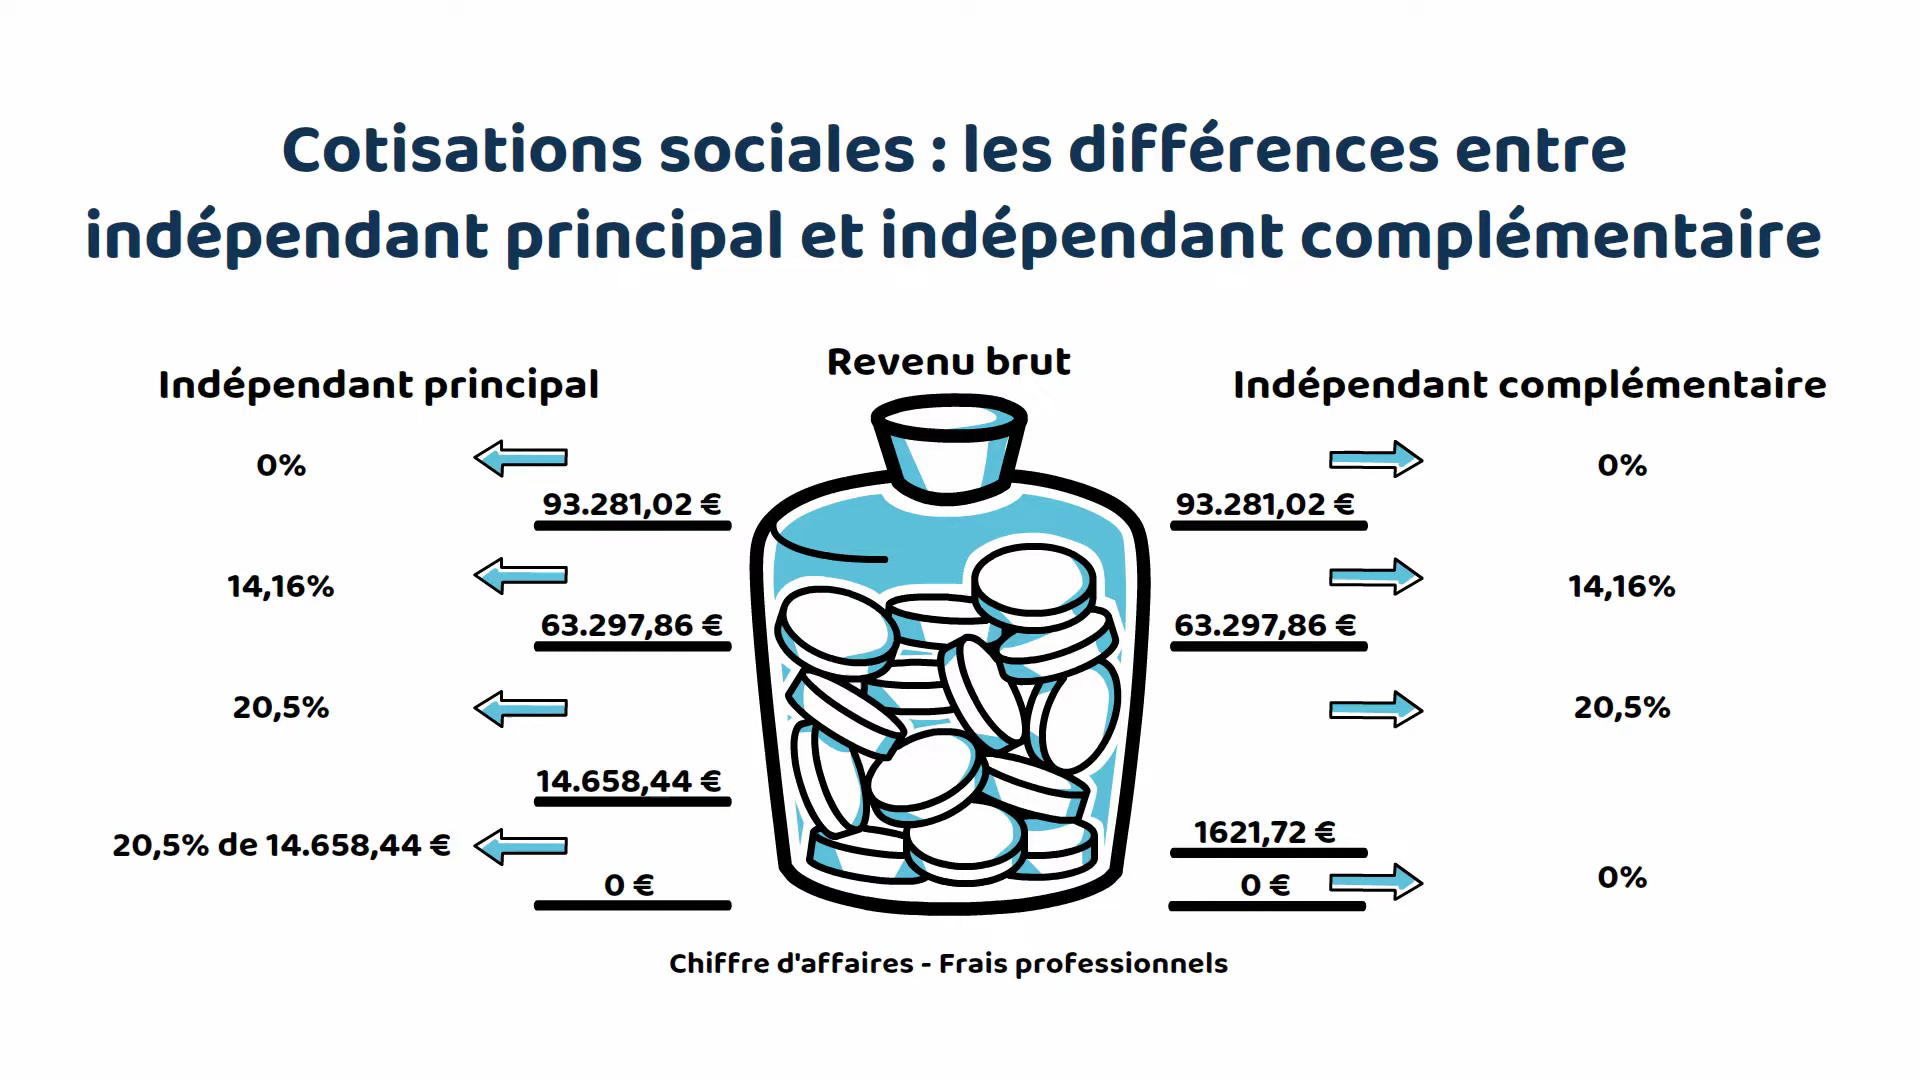 Cotisations sociales : les différences entre
indépendant principal et indépendant complémentaire
Revenu brut
Indépendant principal
0%
93.281,02 €
14,16%
63.297,86 €
20,5%
14.658,44 €
20,5% de 14.658,44 €
0 €
Indépendant complémentaire
0%
93.281,02 €
14,16%
63.297,86 €
20,5%
1621,72 €
0 €
0%
Chiffre d'affaires - Frais professionnels